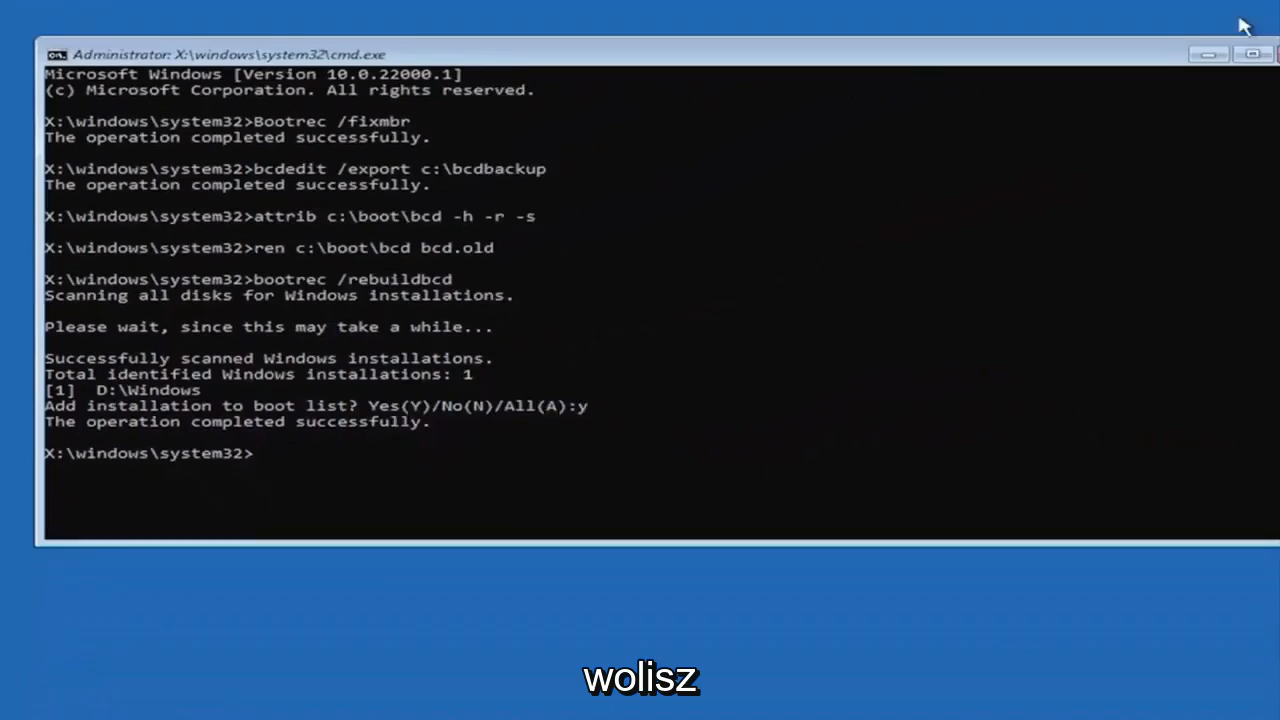 Administrator: X:\windows\system32\cmd.exe
Microsoft Windows [Version 10.0.22000.1]
(c) Microsoft Corporation. All rights reserved.
X:\windows\system32>Bootrec /fixmbr
The operation completed successfully.
X:\windows\system32>bcdedit /export c:\bcdbackup
The operation completed successfully.
X:\windows\system32>attrib c:\boot\bcd -h -r -s
X:\windows\system32>ren c:\boot\bcd bcd.old
X:\windows\system32>bootrec /rebuildbcd
Scanning all disks for Windows installations.
Please wait, since this may take a while...
Successfully scanned Windows installations.
Total identified Windows installations: 1
[1]  D:\Windows
Add installation to boot list? Yes(Y)/No(N)/All(A):y
The operation completed successfully.
X:\windows\system32>
wolisz